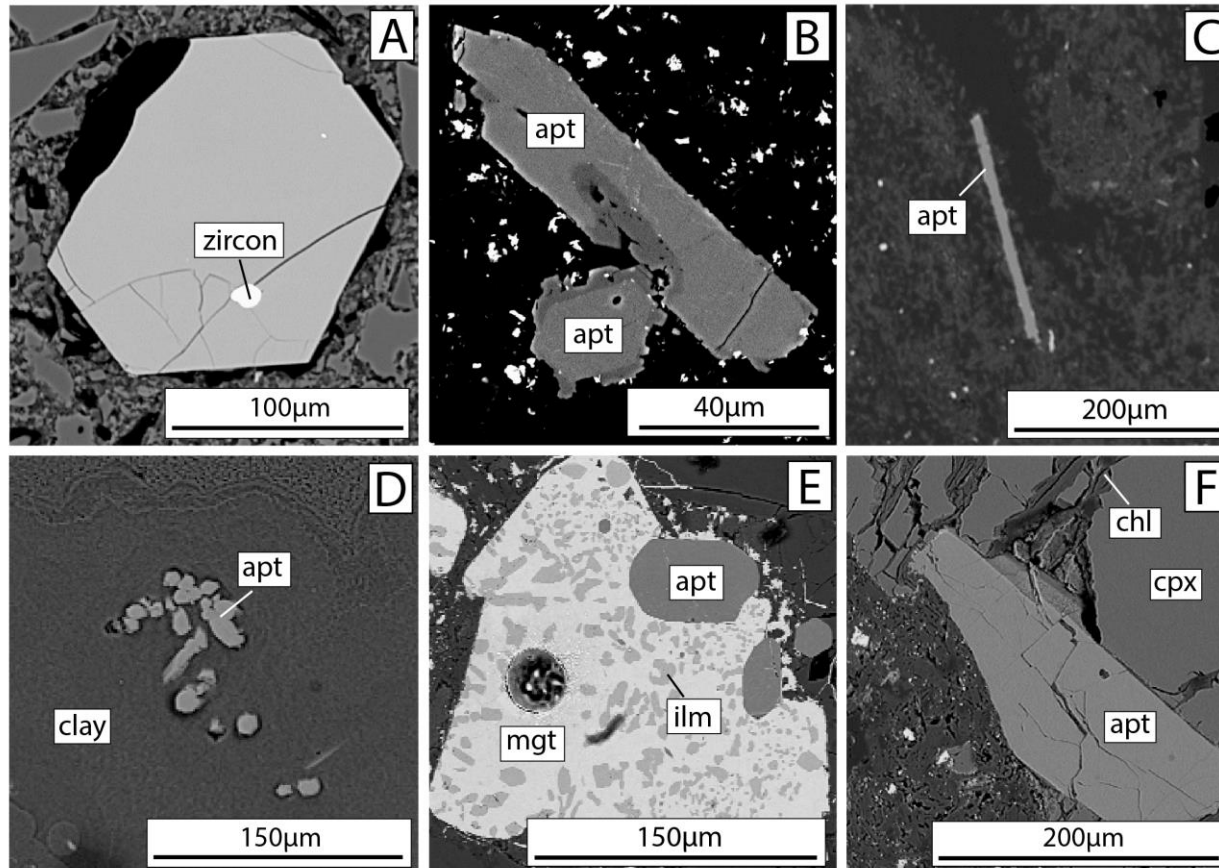 A
zircon
100µm
B
apt
apt
40µm
C
apt
200µm
D
apt
clay
150µm
E
apt
ilm
mgt
150µm
F
chl
cpx
apt
200µm